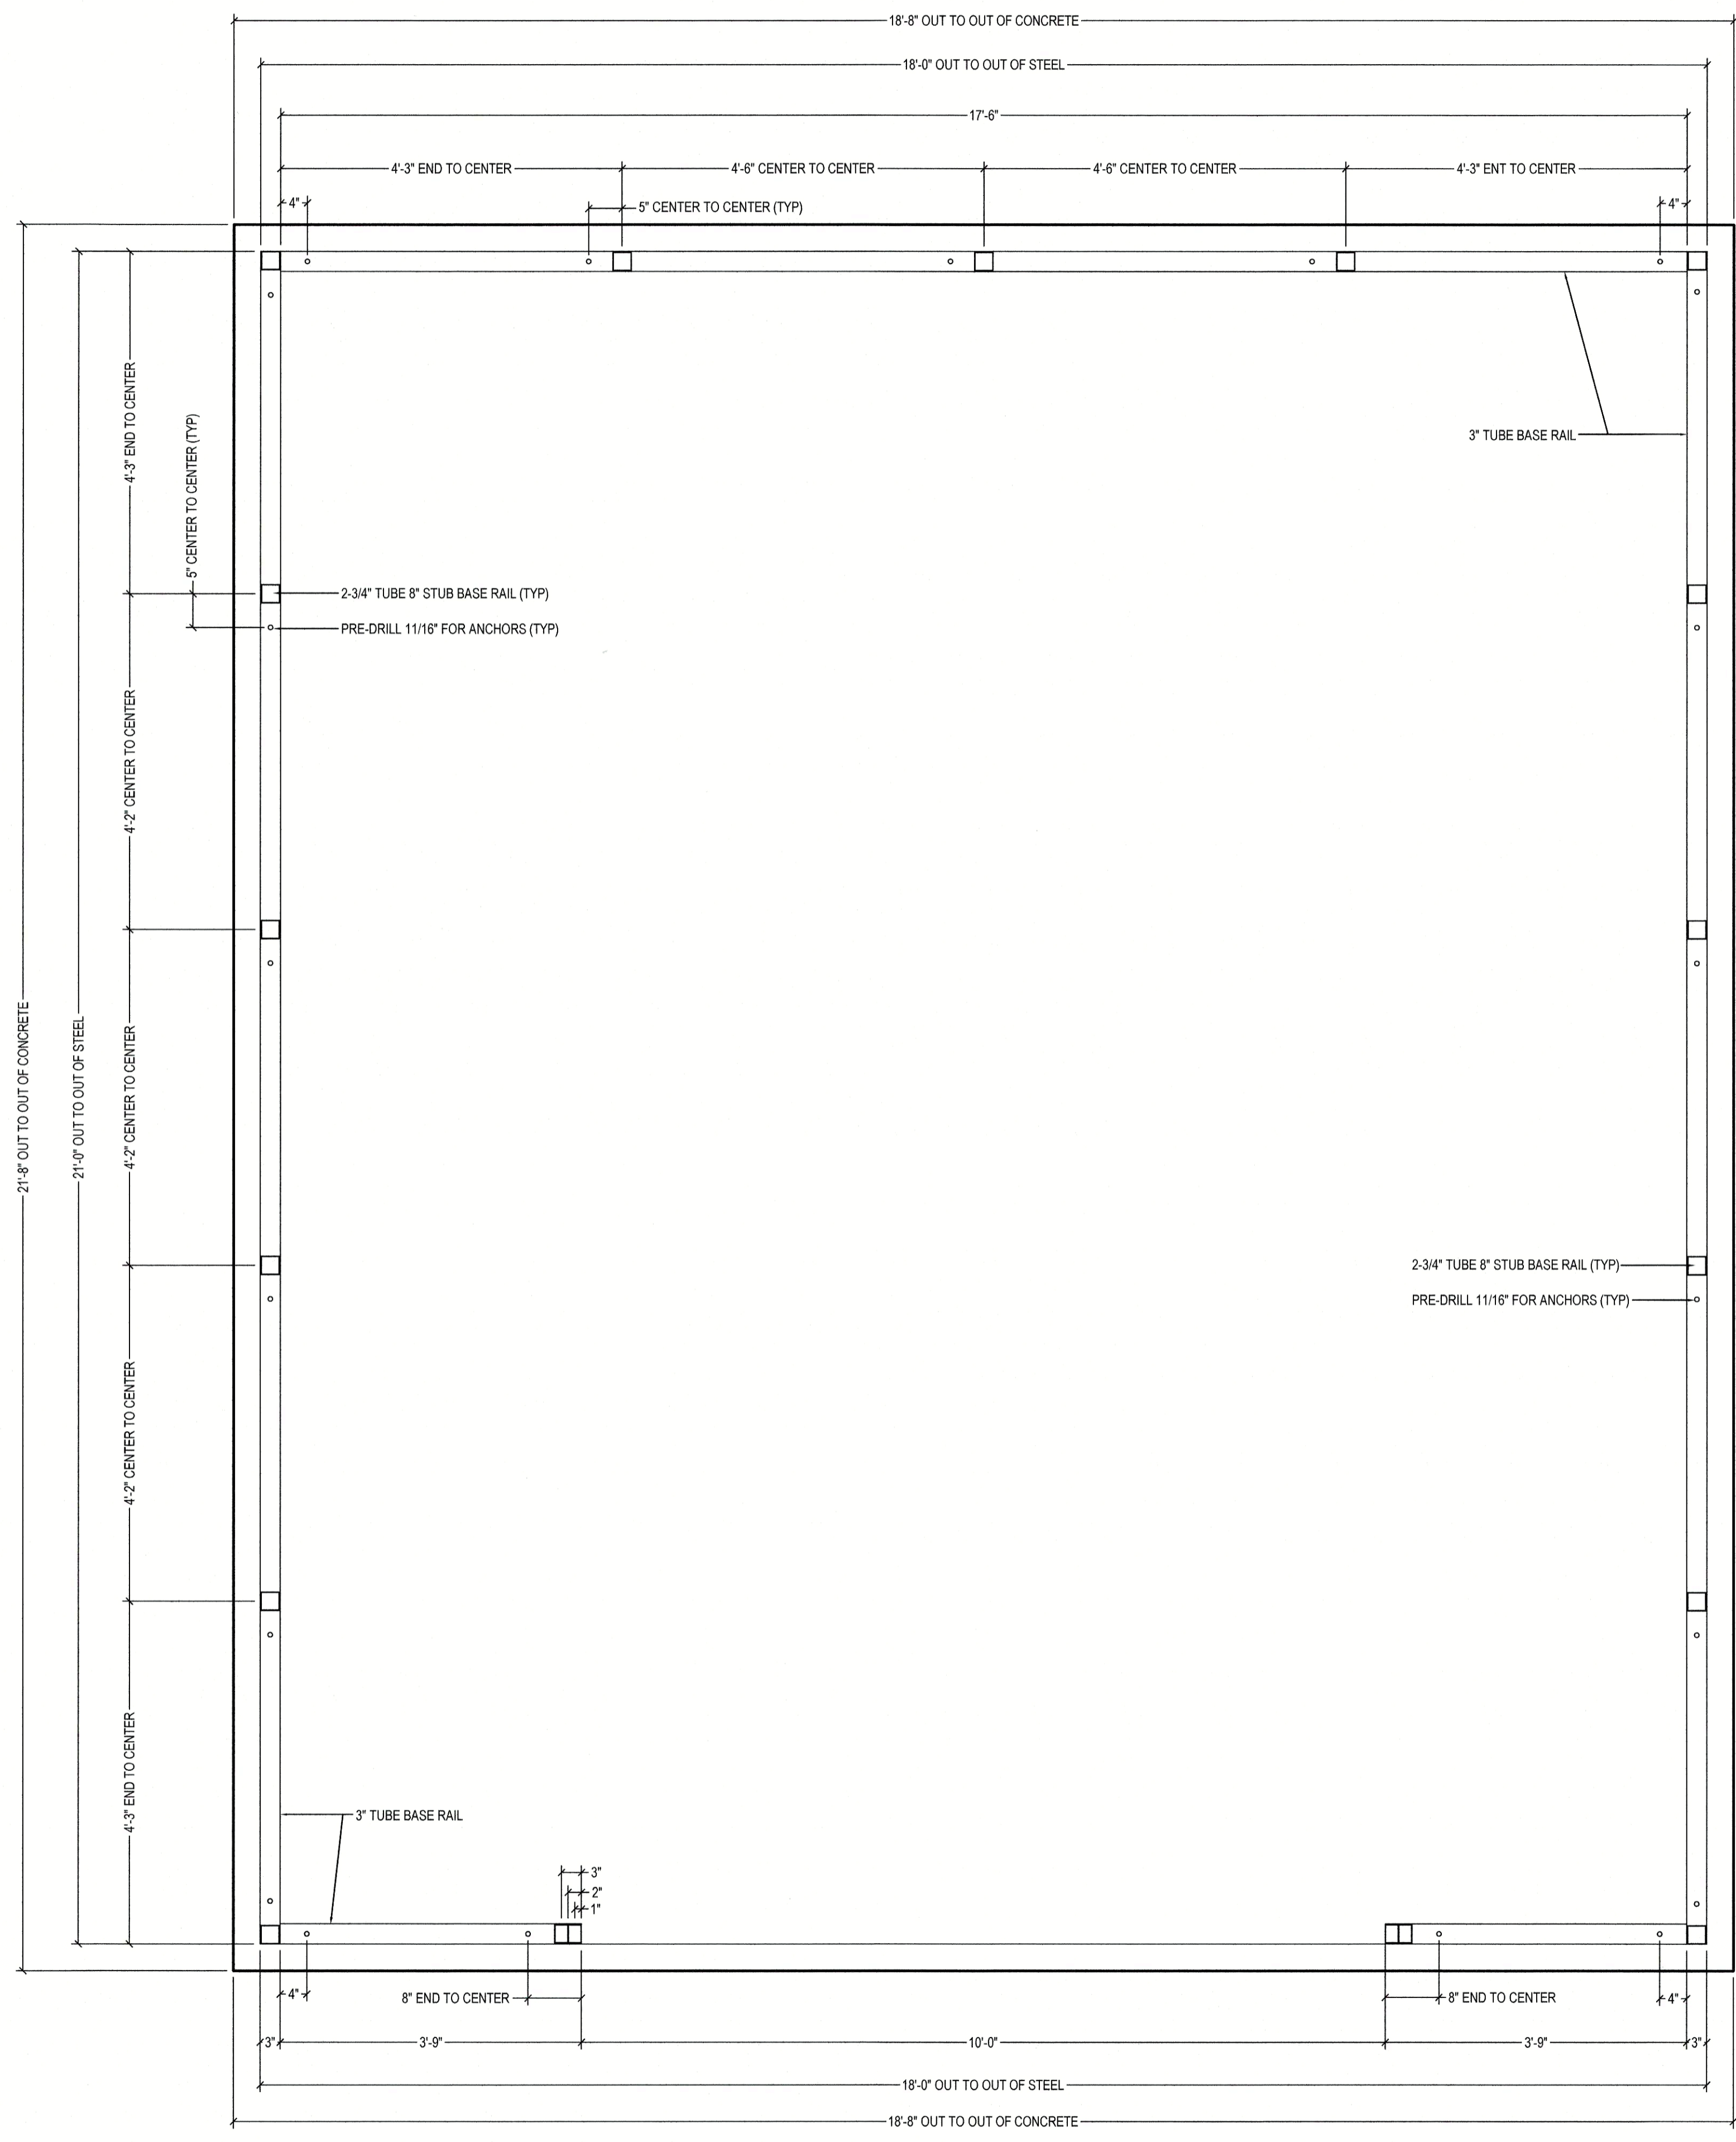 18'-8" OUT TO OUT OF CONCRETE
18'-0" OUT TO OUT OF STEEL
17'-6"
4'-3" END TO CENTER
4'-6" CENTER TO CENTER
4'-6" CENTER TO CENTER
4'-3" ENT TO CENTER
4"
5" CENTER TO CENTER (TYP)
4"
21'-8" OUT TO OUT OF CONCRETE
21'-0" OUT TO OUT OF STEEL
4'-3" END TO CENTER
5" CENTER TO CENTER (TYP)
3" TUBE BASE RAIL
2-3/4" TUBE 8" STUB BASE RAIL (TYP)
PRE-DRILL 11/16" FOR ANCHORS (TYP)
4'-2" CENTER TO CENTER
4'-2" CENTER TO CENTER
2-3/4" TUBE 8" STUB BASE RAIL (TYP)
PRE-DRILL 11/16" FOR ANCHORS (TYP)
4'-2" CENTER TO CENTER
4'-3" END TO CENTER
3" TUBE BASE RAIL
3"
2"
1"
4"
8" END TO CENTER
8" END TO CENTER
4"
3"
3'-9"
10'-0"
3'-9"
3"
18'-0" OUT TO OUT OF STEEL
18'-8" OUT TO OUT OF CONCRETE